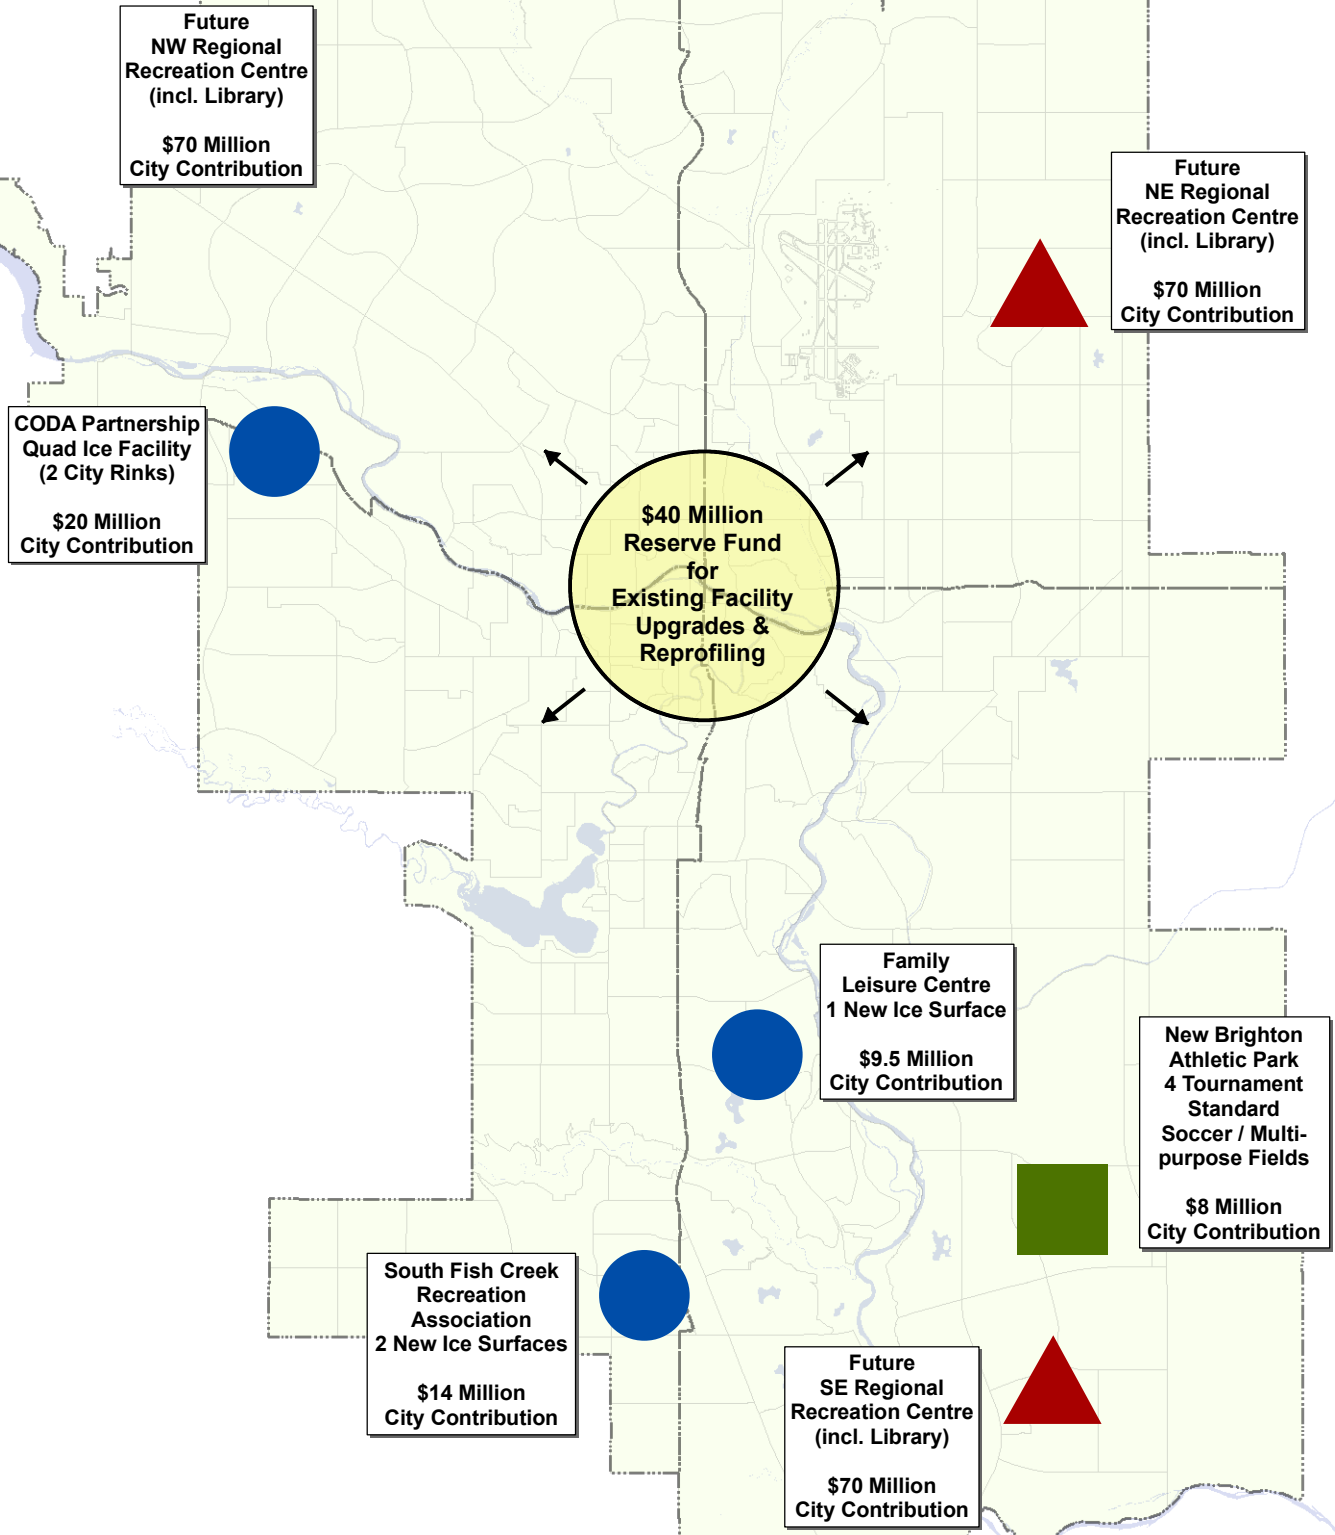 Future
NW Regional
Recreation Centre
(incl. Library)
$70 Million
City Contribution
Future
NE Regional
Recreation Centre
(incl. Library)
$70 Million
City Contribution
CODA Partnership
Quad Ice Facility
(2 City Rinks)
$20 Million
City Contribution
$40 Million
Reserve Fund
for
Existing Facility
Upgrades &
Reprofiling
Family
Leisure Centre
1 New Ice Surface
$9.5 Million
City Contribution
New Brighton
Athletic Park
4 Tournament
Standard
Soccer / Multi-
purpose Fields
$8 Million
City Contribution
South Fish Creek
Recreation
Association
2 New Ice Surfaces
$14 Million
City Contribution
Future
SE Regional
Recreation Centre
(incl. Library)
$70 Million
City Contribution